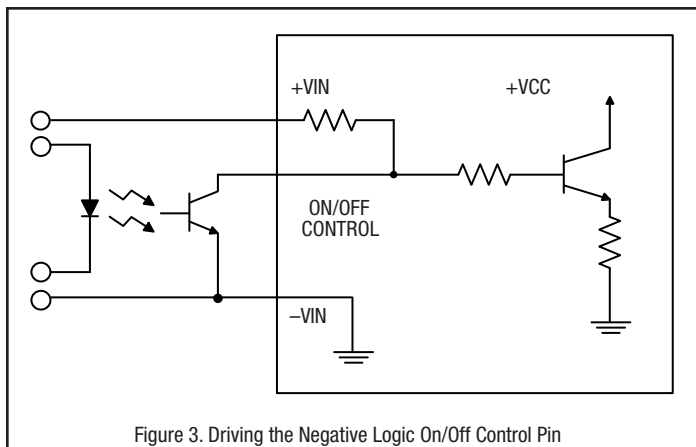 +VIN
+VCC
ON/OFF
CONTROL
–VIN
Figure 3. Driving the Negative Logic On/Off Control Pin